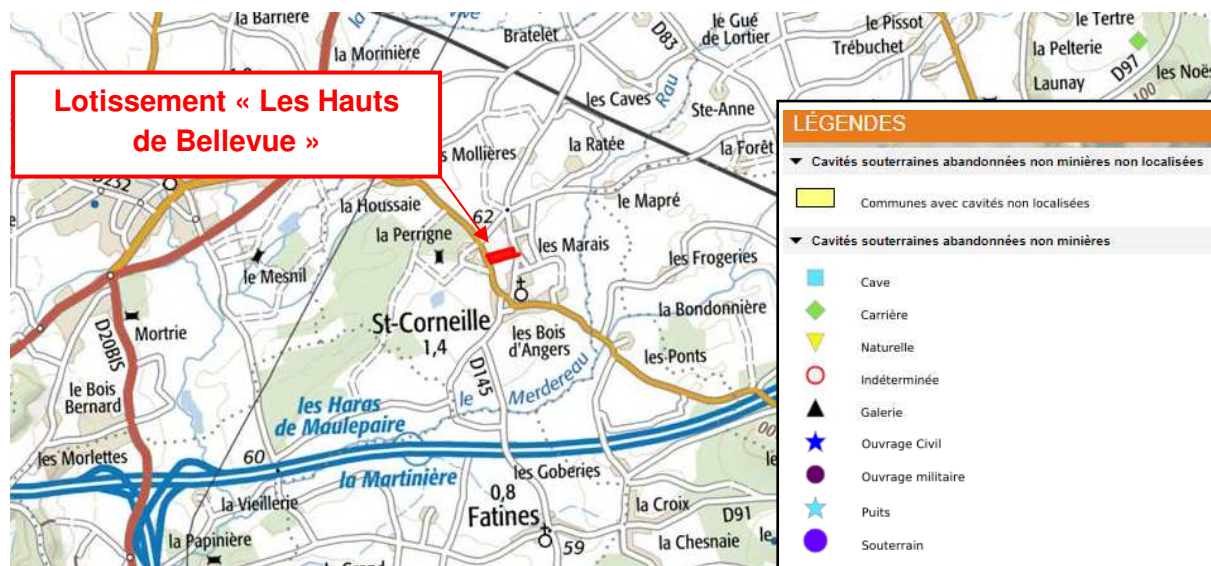 la Barrière
Bratelet
le Gué
de Lortier
le Pissot
Trébuchet
le Tertre
la Pelterie
Launay
D97
les Noë
100
D83
la Morinière
Lotissement « Les Hauts
de Bellevue »
les Caves
Rau
Ste-Anne
Mollières
la Ratée
la Forêt
D232
la Houssaie
62
le Mapré
la Perrigne
les Marais
les Frogeries
le Mesnil
la Bondonnière
D20BIS
Mortrie
St-Corneille
1,4
les Bois
d'Angers
les Ponts
D145
le Merdereau
le Bois
Bernard
les Haras
de Maulepaire
les Morlettes
60
la Martinière
les Goberies
la Vieillerie
0,8
Fatines
59
la Croix
D91
la Chesnaie
le
la Papinière
LÉGENDES
Cavités souterraines abandonnées non minières non localisées
Communes avec cavités non localisées
Cavités souterraines abandonnées non minières
Cave
Carrière
Naturelle
Indéterminée
Galerie
Ouvrage Civil
Ouvrage militaire
Puits
Souterrain